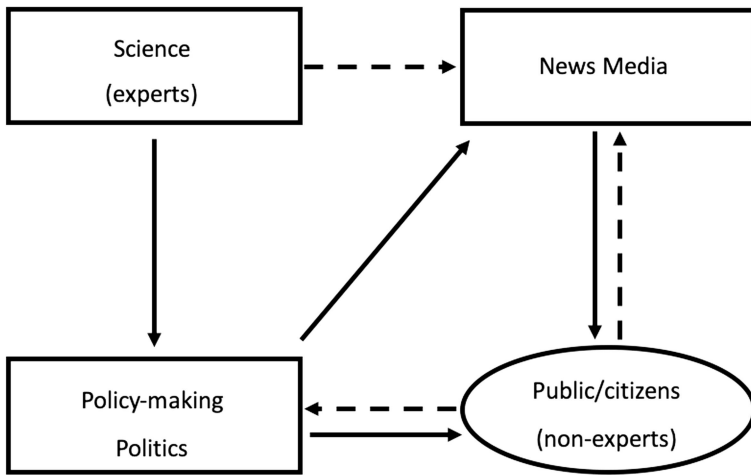 Science
(experts)
News Media
Policy-making
Politics
Public/citizens
(non-experts)